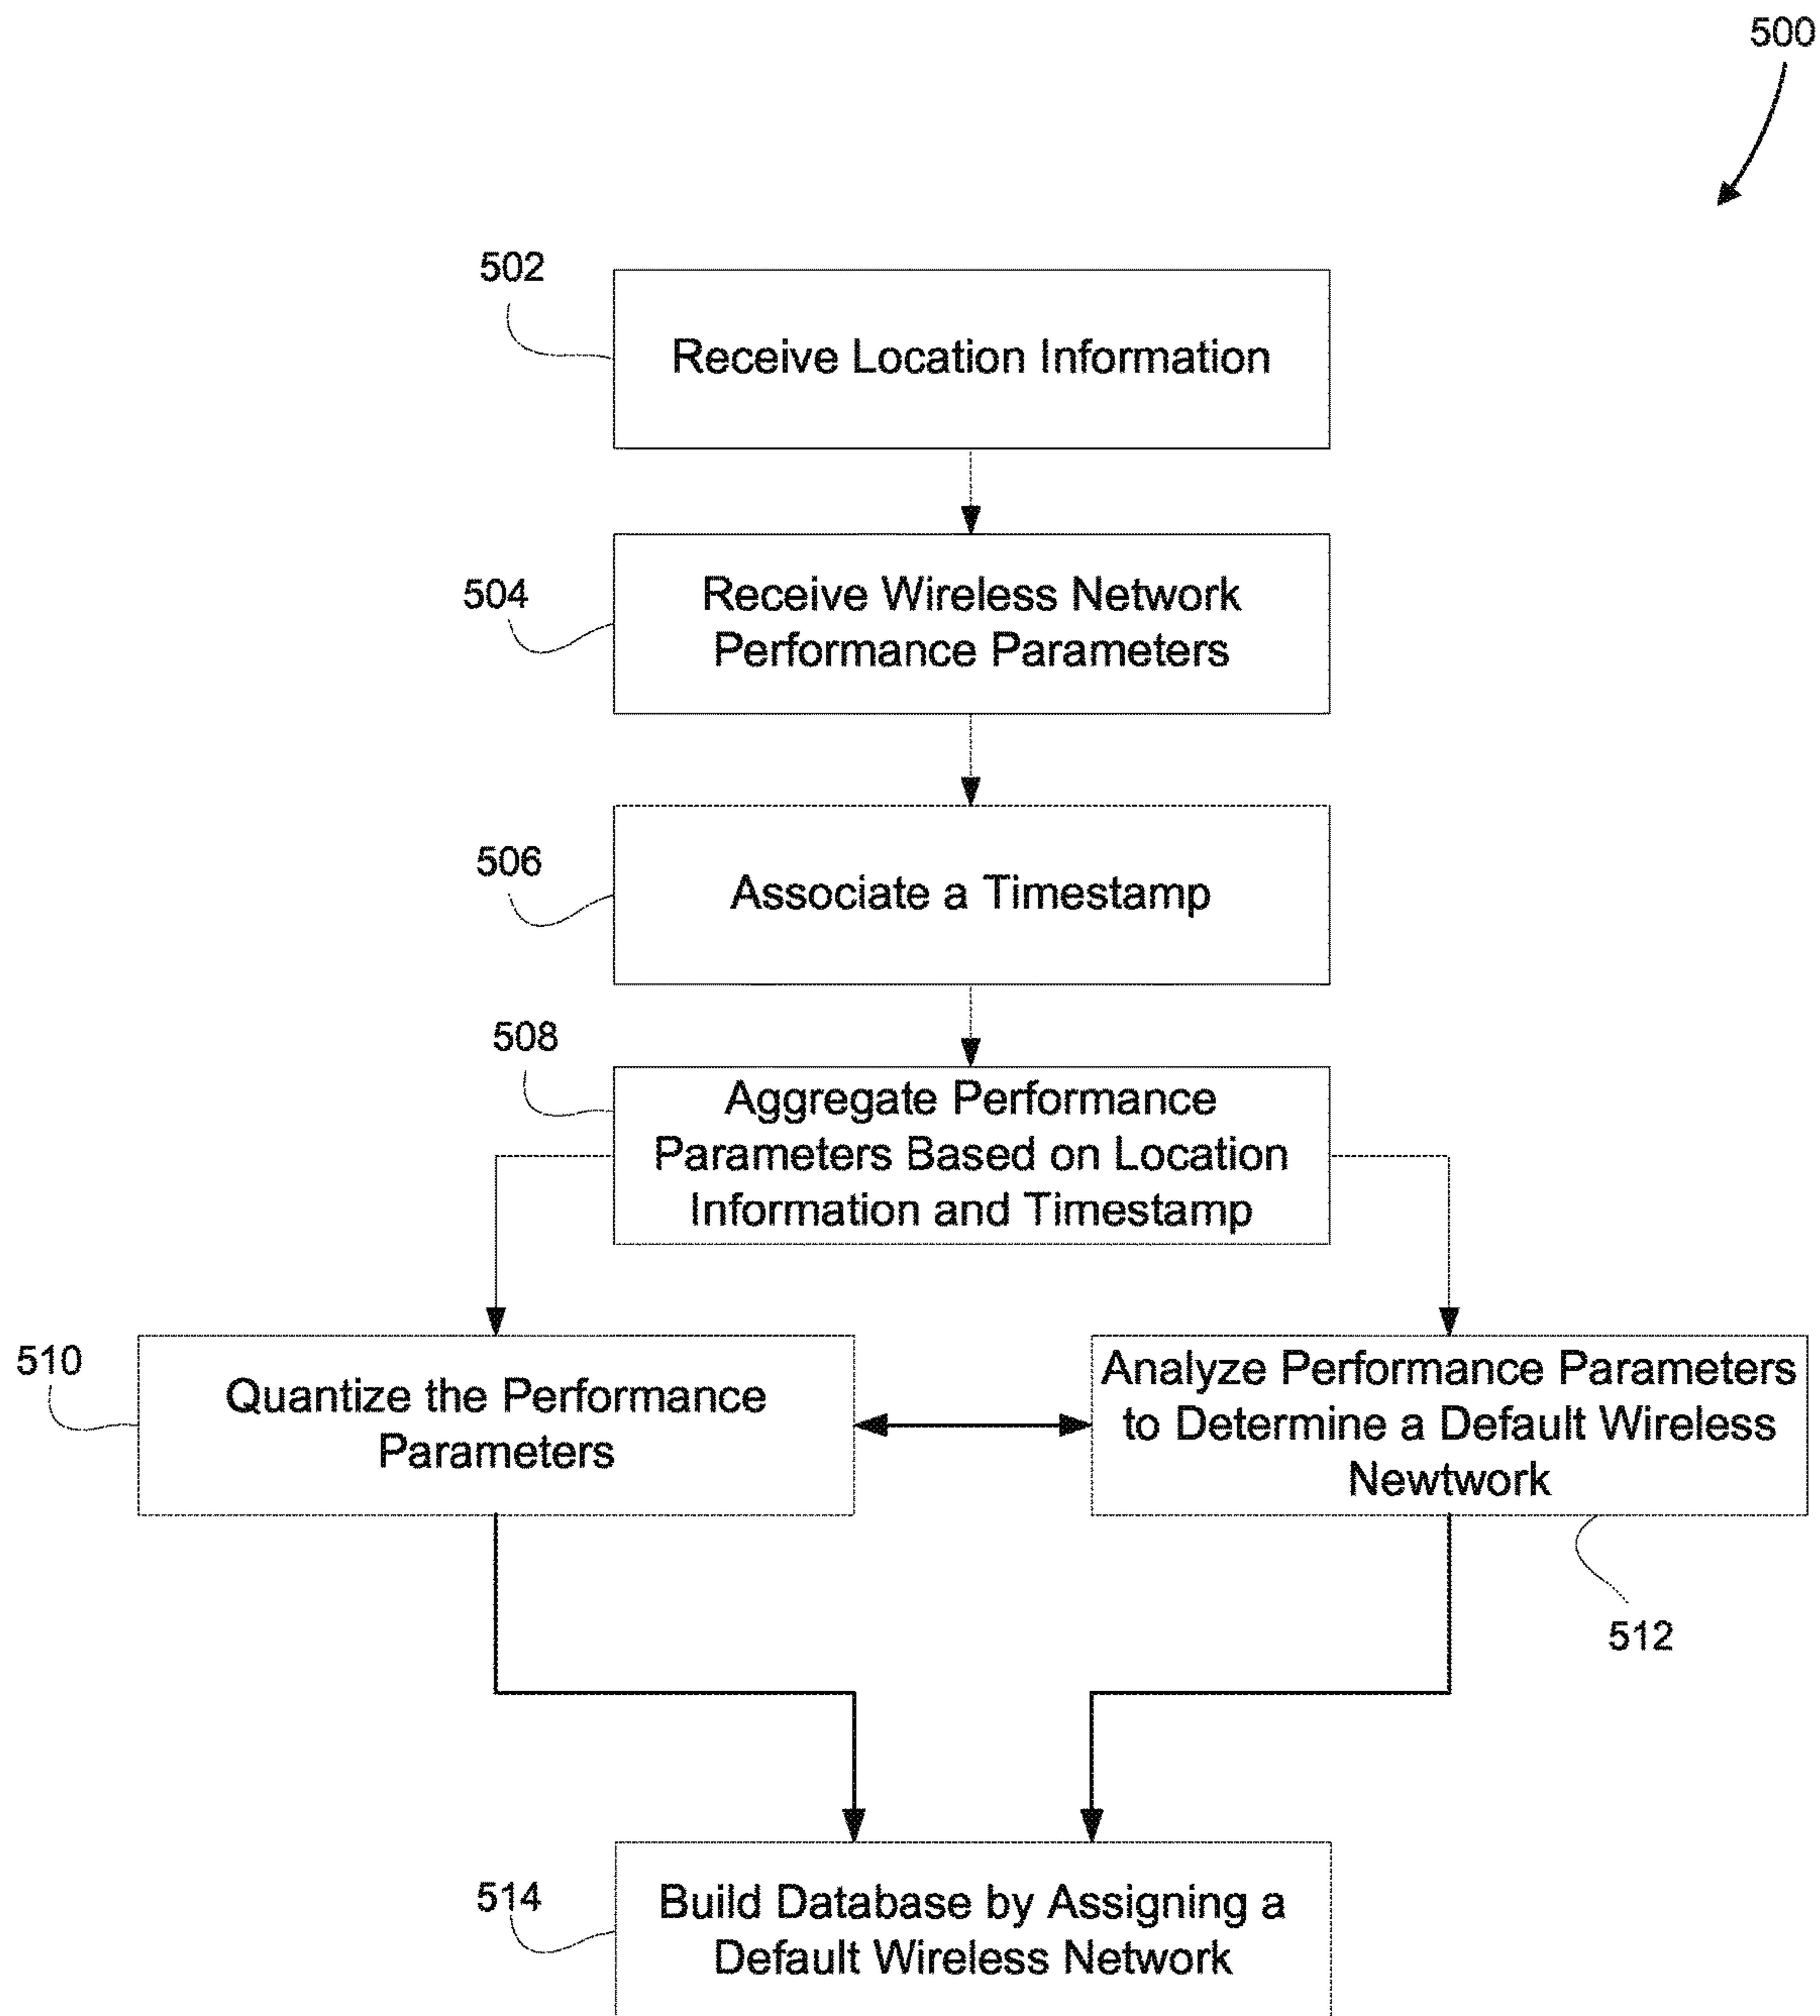 500
502
Receive Location Information
504
Receive Wireless Network
Performance Parameters
506
Associate a Timestamp
508
Aggregate Performance
Parameters Based on Location
Information and Timestamp
510
Quantize the Performance
Parameters
Analyze Performance Parameters
to Determine a Default Wireless
Newtwork
512
514
Build Database by Assigning a
Default Wireless Network